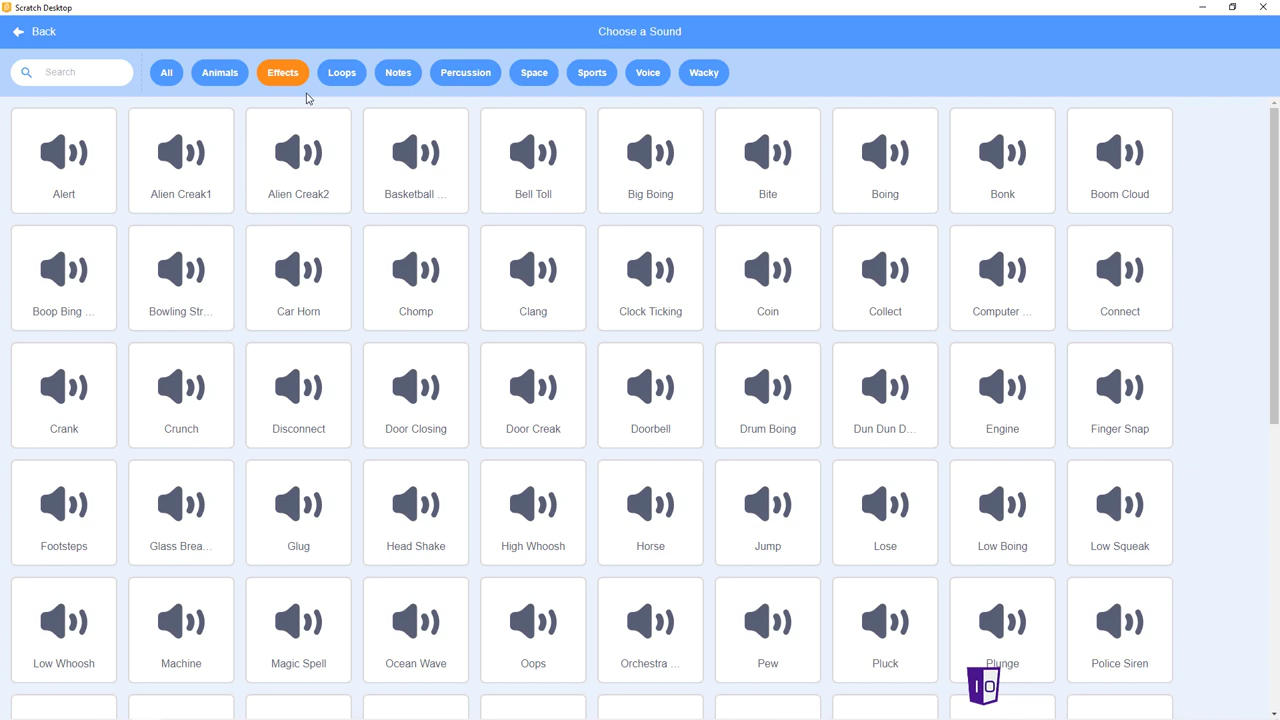 Scratch Desktop
Back
Choose a Sound
Search
All
Animals
Effects
Loops
Notes
Percussion
Space
Sports
Voice
Wacky
Alert
Alien Creak1
Alien Creak2
Basketball ...
Bell Toll
Big Boing
Bite
Boing
Bonk
Boom Cloud
Boop Bing ...
Bowling Str...
Car Horn
Chomp
Clang
Clock Ticking
Coin
Collect
Computer ...
Connect
Crank
Crunch
Disconnect
Door Closing
Door Creak
Doorbell
Drum Boing
Dun Dun D...
Engine
Finger Snap
Footsteps
Glass Brea...
Glug
Head Shake
High Whoosh
Horse
Jump
Lose
Low Boing
Low Squeak
Low Whoosh
Machine
Magic Spell
Ocean Wave
Oops
Orchestra ...
Pew
Pluck
Plunge
Police Siren
IO